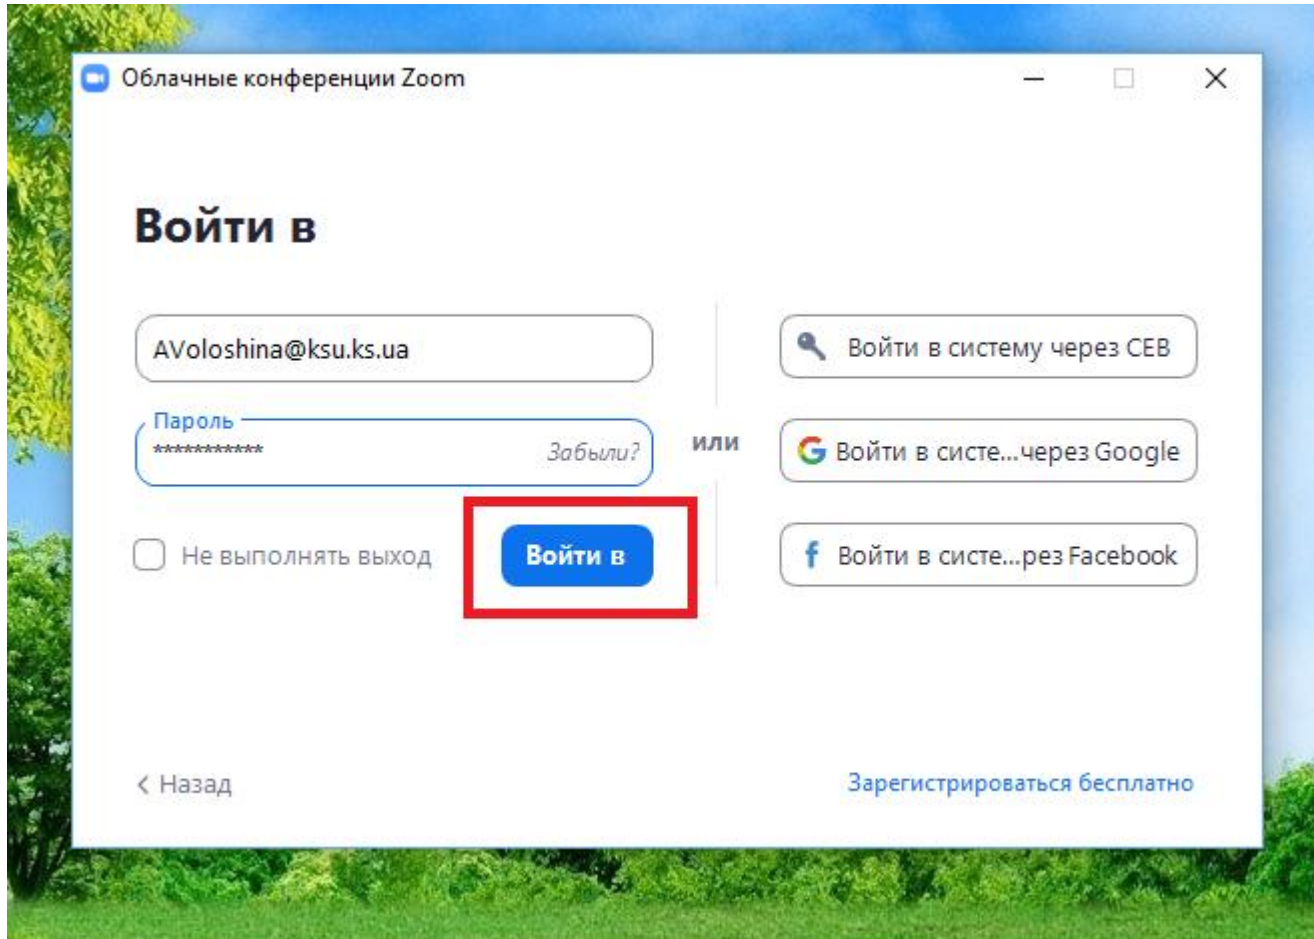 Облачные конференции Zoom
Войти в
AVoloshina@ksu.ks.ua
Пароль
***********
Забыли?
Не выполнять выход
Войти в
или
Войти в систему через СЕВ
Войти в систе...через Google
Войти в систе...рез Facebook
Назад
Зарегистрироваться бесплатно